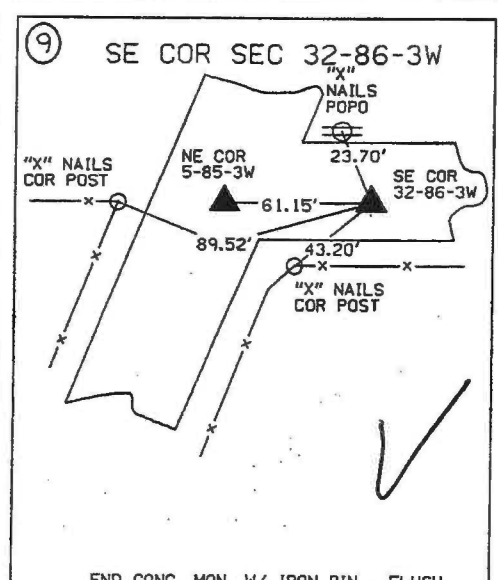 9
SE COR SEC 32-86-3W
"X"
NAILS
POPO
23.70'
"X" NAILS
COR POST
NE COR
5-85-3W
SE COR
32-86-3W
61.15'
89.52'
43.20'
"X" NAILS
COR POST
FND CONC. MON. W/ IRON PIN - FLUSH